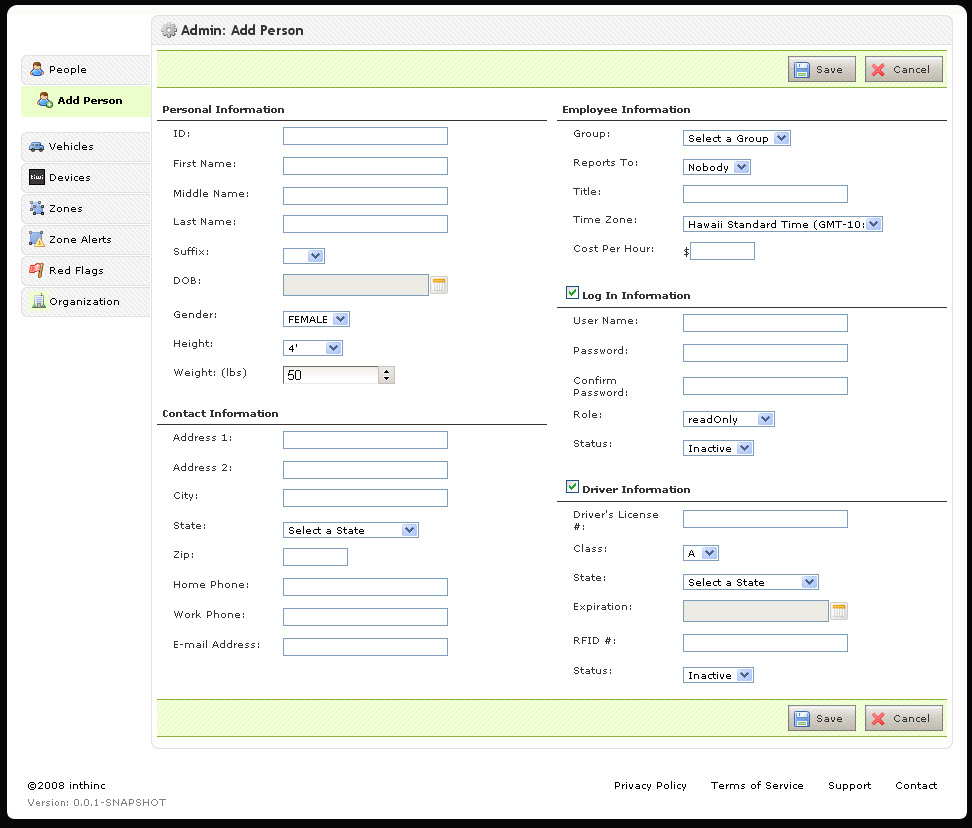 Admin: Add Person
People
Add Person
Vehicles
tiwi Devices
Zones
Zone Alerts
Red Flags
Organization
Save Cancel
Personal Information
ID:
First Name:
Middle Name:
Last Name:
Suffix:
DOB:
Gender: FEMALE
Height: 4'
Weight: (lbs) 50
Contact Information
Address 1:
Address 2:
City:
State: Select a State
Zip:
Home Phone:
Work Phone:
E-mail Address:
Employee Information
Group: Select a Group
Reports To: Nobody
Title:
Time Zone: Hawaii Standard Time (GMT-10:
Cost Per Hour: $
Log In Information
User Name:
Password:
Confirm
Password:
Role: readOnly
Status: Inactive
Driver Information
Driver's License
#:
Class: A
State: Select a State
Expiration:
RFID #:
Status: Inactive
Save Cancel
©2008 inthinc
Version: 0.0.1-SNAPSHOT
Privacy Policy Terms of Service Support Contact